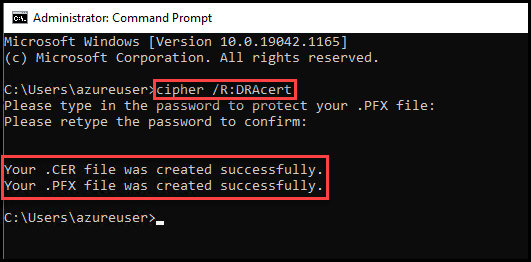 Administrator: Command Prompt
Microsoft Windows [Version 10.0.19042.1165]
(c) Microsoft Corporation. All rights reserved.
C:\Users\azureuser>cipher /R:DRAcert
Please type in the password to protect your .PFX file:
Please retype the password to confirm:
Your .CER file was created successfully.
Your .PFX file was created successfully.
C:\Users\azureuser>